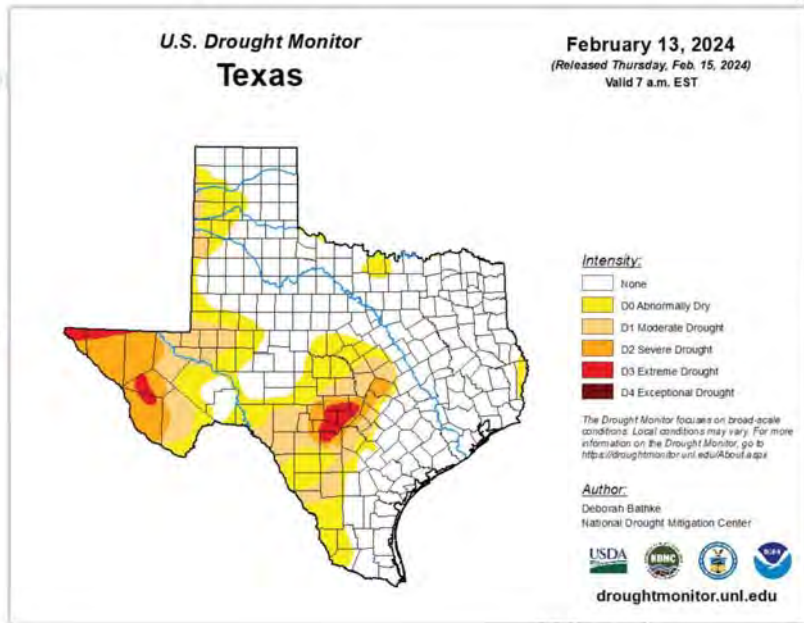 U.S. Drought Monitor
Texas
February 13, 2024
(Released Thursday, Feb. 15, 2024)
Valid 7 a.m. EST
Intensity:
None
D0 Abnormally Dry
D1 Moderate Drought
D2 Severe Drought
D3 Extreme Drought
D4 Exceptional Drought
The Drought Monitor focuses on broad-scale
conditions. Local conditions may vary. For more
information on the Drought Monitor, go to
https://droughtmonitor.unl.edu/About.aspx
Author:
Deborah Bathke
National Drought Mitigation Center
USDA
NDMC
droughtmonitor.unl.edu